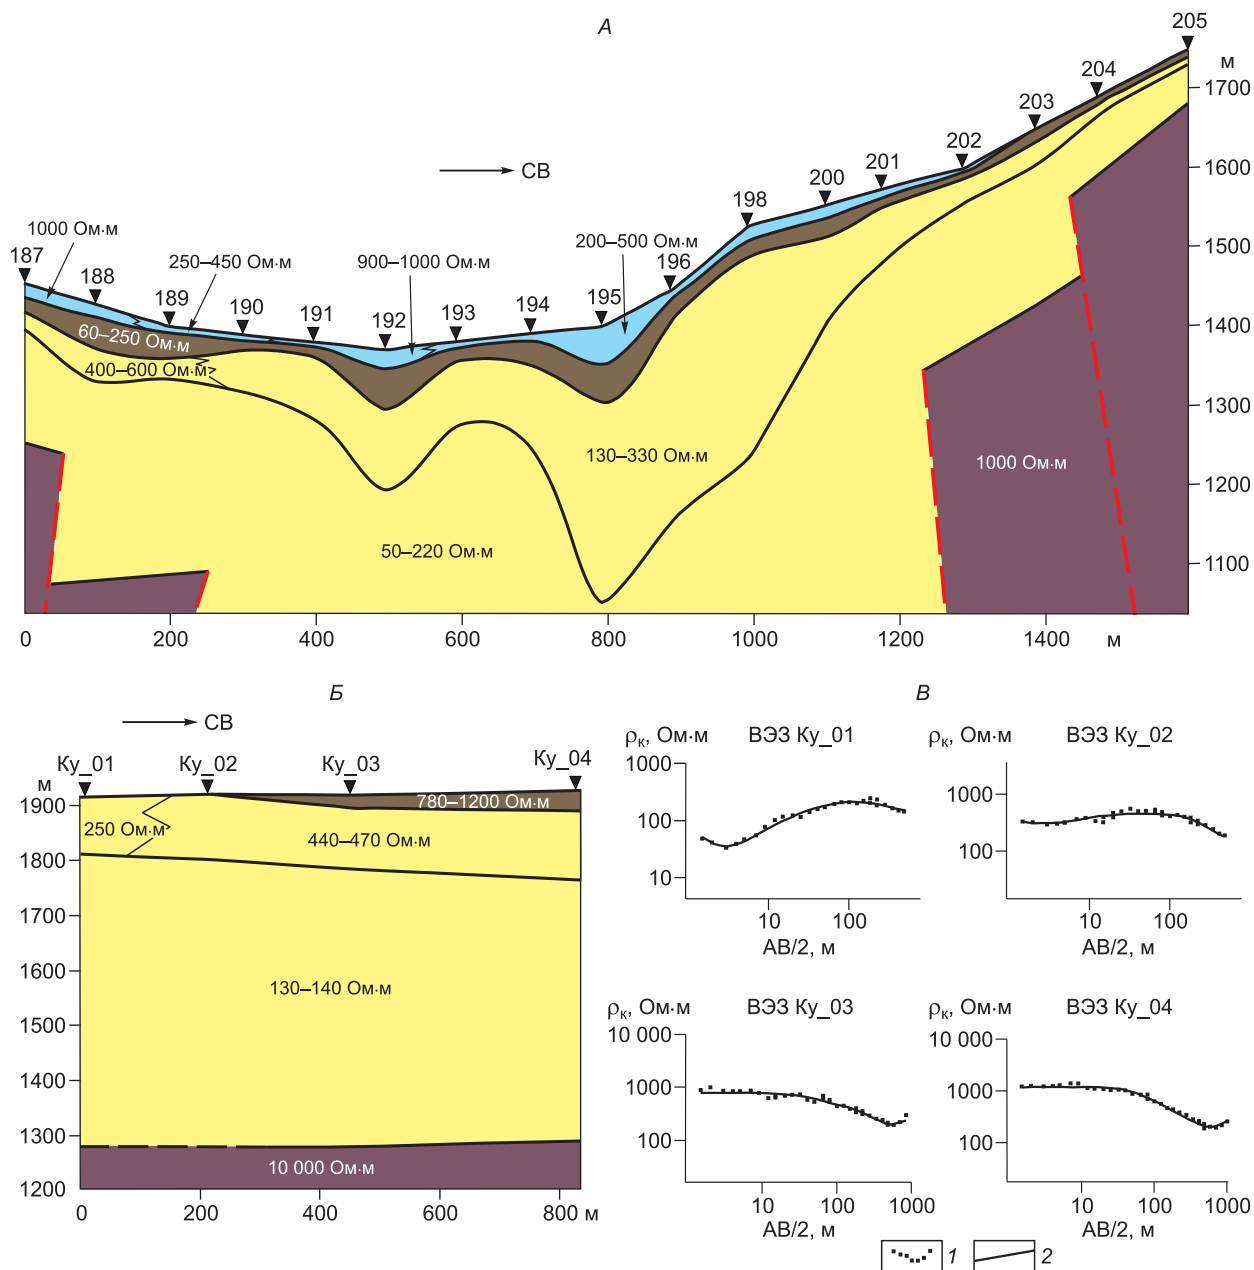 А
205
м
204
1700
203
202
1600
СВ
201
200
198
200–500 Ом·м
1000 Ом·м
187
250–450 Ом·м
900–1000 Ом·м
196
1500
188
189
190
191
192
193
194
195
1400
60–250 Ом·м
400–600 Ом·м
1300
130–330 Ом·м
1000 Ом·м
1200
50–220 Ом·м
1100
0 200 400 600 800 1000 1200 1400 м
Б
СВ
м
Ку_01 Ку_02 Ку_03 Ку_04
1900
780–1200 Ом·м
250 Ом·м
440–470 Ом·м
1800
1700
1600
130–140 Ом·м
1500
1400
1300
10 000 Ом·м
1200
0 200 400 600 800 м
В
ρк, Ом·м ВЭЗ Ку_01
1000
100
10
10 100
АВ/2, м
ρк, Ом·м ВЭЗ Ку_02
1000
100
10 100
АВ/2, м
ρк, Ом·м ВЭЗ Ку_03
10 000
1000
100
10 100 1000
АВ/2, м
ρк, Ом·м ВЭЗ Ку_04
10 000
1000
100
10 100 1000
АВ/2, м
1 2